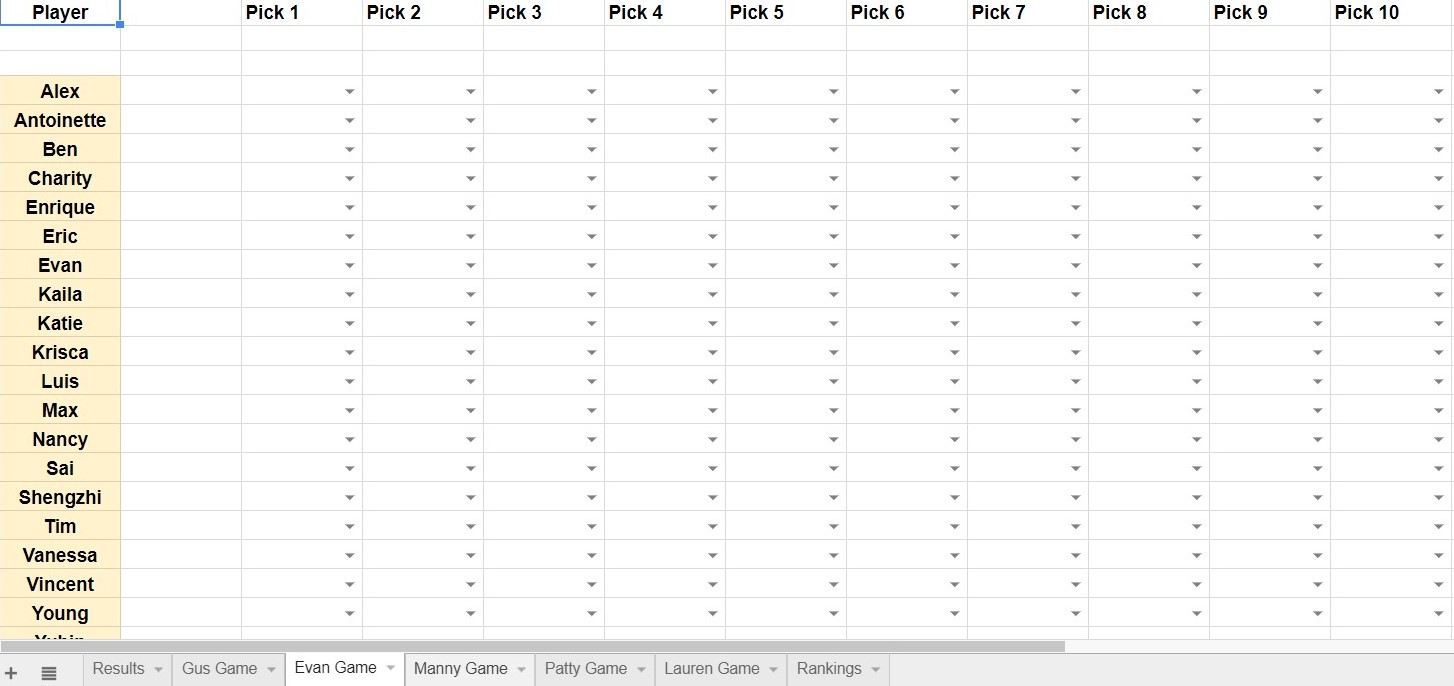 Player Pick 1 Pick 2 Pick 3 Pick 4 Pick 5 Pick 6 Pick 7 Pick 8 Pick 9 Pick 10
Alex
Antoinette
Ben
Charity
Enrique
Eric
Evan
Kaila
Katie
Krisca
Luis
Max
Nancy
Sai
Shengzhi
Tim
Vanessa
Vincent
Young
+ Results Gus Game Evan Game Manny Game Patty Game Lauren Game Rankings